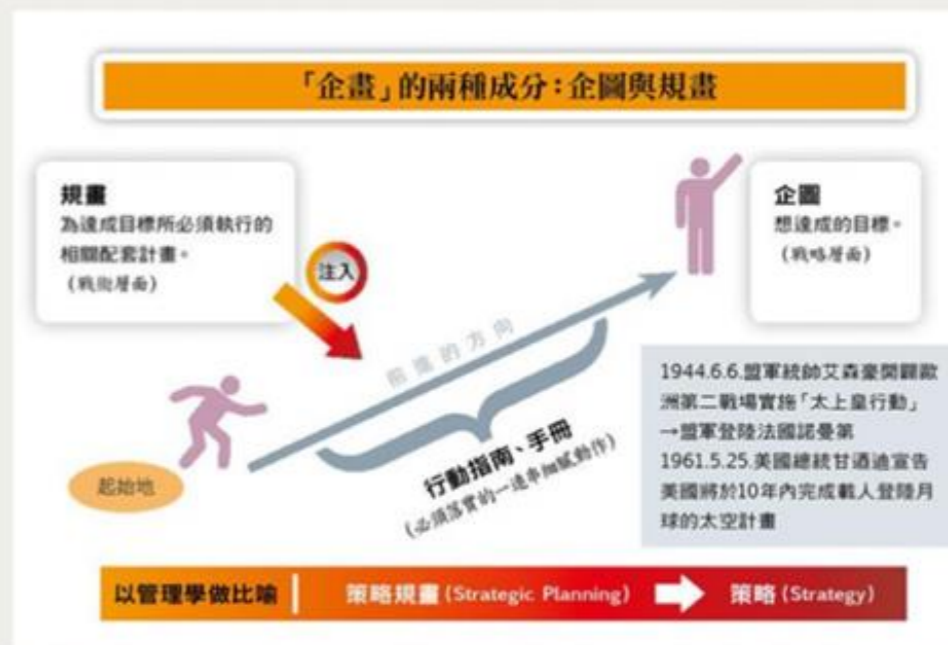 「企畫」的兩種成分：企圖與規畫
規畫
為達成目標所必須執行的
相關配套計畫。
(戰術層面)
注入
企圖
想達成的目標。
(戰略層面)
前進的方向
起始地
行動指南、手冊
(必須落實的一連串細膩動作)
1944.6.6.盟軍統帥艾森豪開闢歐
洲第二戰場實施「太上皇行動」
→盟軍登陸法國諾曼第
1961.5.25.美國總統甘迺迪宣告
美國將於10年內完成載人登陸月
球的太空計畫
以管理學做比喻
策略規畫 (Strategic Planning)
策略 (Strategy)